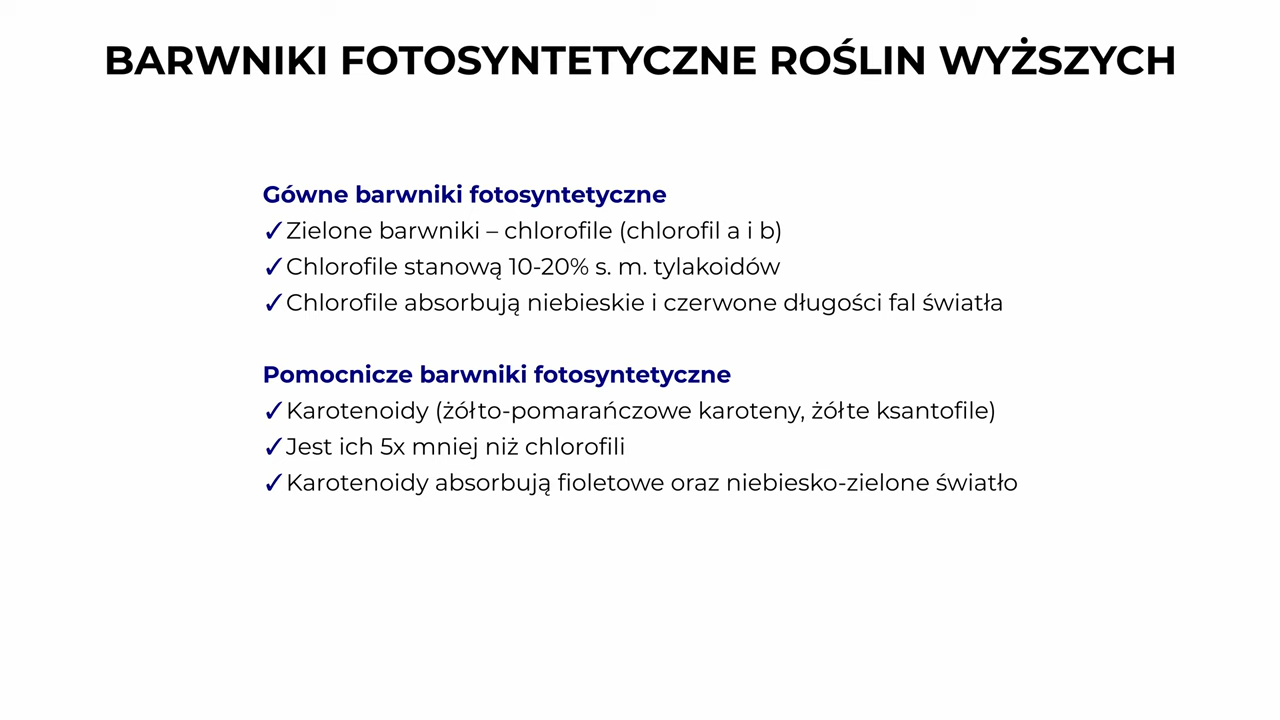 BARWNIKI FOTOSYNTETYCZNE ROŚLIN WYŻSZYCH
Gówne barwniki fotosyntetyczne
✓Zielone barwniki – chlorofile (chlorofil a i b)
✓Chlorofile stanową 10-20% s. m. tylakoidów
✓Chlorofile absorbują niebieskie i czerwone długości fal światła
Pomocnicze barwniki fotosyntetyczne
✓Karotenoidy (żółto-pomarańczowe karoteny, żółte ksantofile)
✓Jest ich 5x mniej niż chlorofili
✓Karotenoidy absorbują fioletowe oraz niebiesko-zielone światło